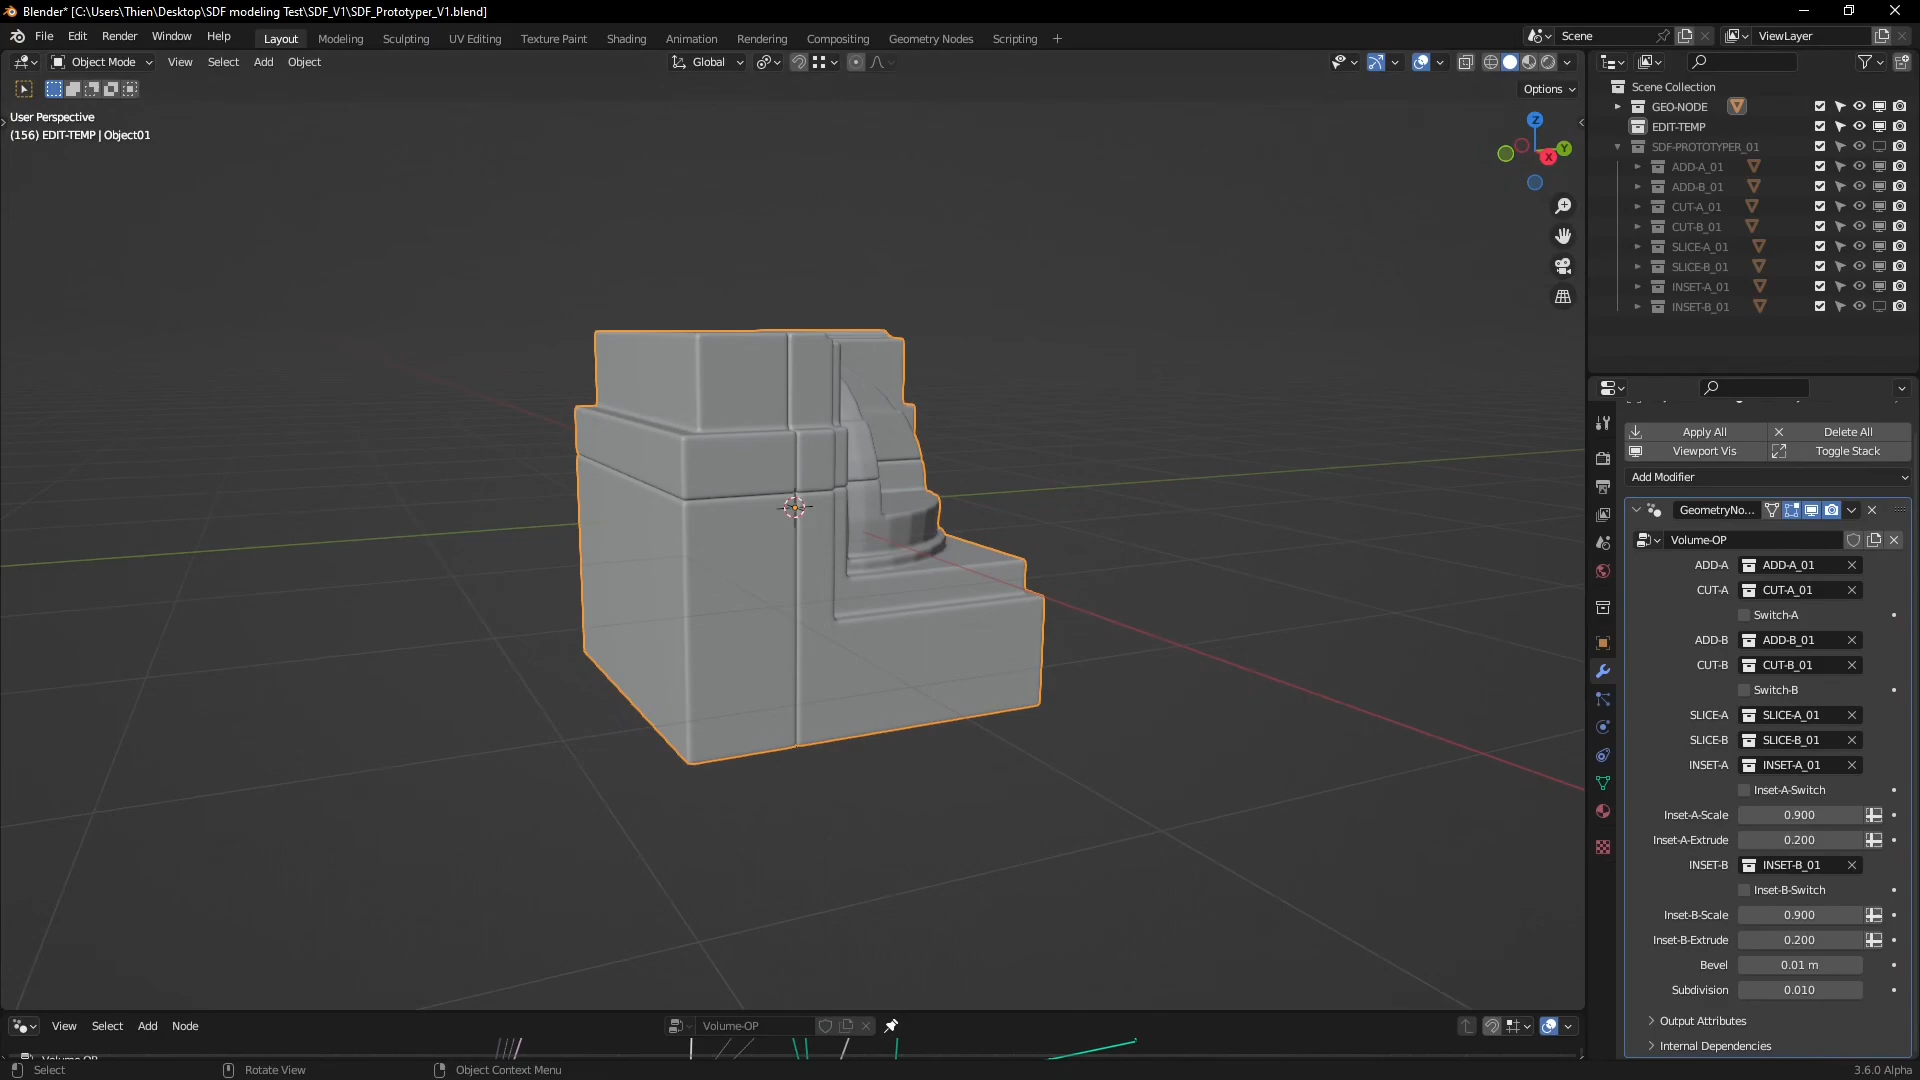 Blender* [C:\Users\Thien\Desktop\SDF modeling Test\SDF_V1\SDF_Prototyper_V1.blend]
File Edit Render Window Help Layout Modeling Sculpting UV Editing Texture Paint Shading Animation Rendering Compositing Geometry Nodes Scripting + Scene ViewLayer
Object Mode View Select Add Object Global
Options
User Perspective
(156) EDIT-TEMP | Object01
Z
Y
X
Scene Collection
GEO-NODE
EDIT-TEMP
SDF-PROTOTYPER_01
ADD-A_01
ADD-B_01
CUT-A_01
CUT-B_01
SLICE-A_01
SLICE-B_01
INSET-A_01
INSET-B_01
Apply All Delete All
Viewport Vis Toggle Stack
Add Modifier
GeometryNo...
Volume-OP
ADD-A ADD-A_01
CUT-A CUT-A_01
Switch-A
ADD-B ADD-B_01
CUT-B CUT-B_01
Switch-B
SLICE-A SLICE-A_01
SLICE-B SLICE-B_01
INSET-A INSET-A_01
Inset-A-Switch
Inset-A-Scale 0.900
Inset-A-Extrude 0.200
INSET-B INSET-B_01
Inset-B-Switch
Inset-B-Scale 0.900
Inset-B-Extrude 0.200
Bevel 0.01 m
Subdivision 0.010
Output Attributes
Internal Dependencies
View Select Add Node Volume-OP
Volume-OP
Select Rotate View Object Context Menu 3.6.0 Alpha